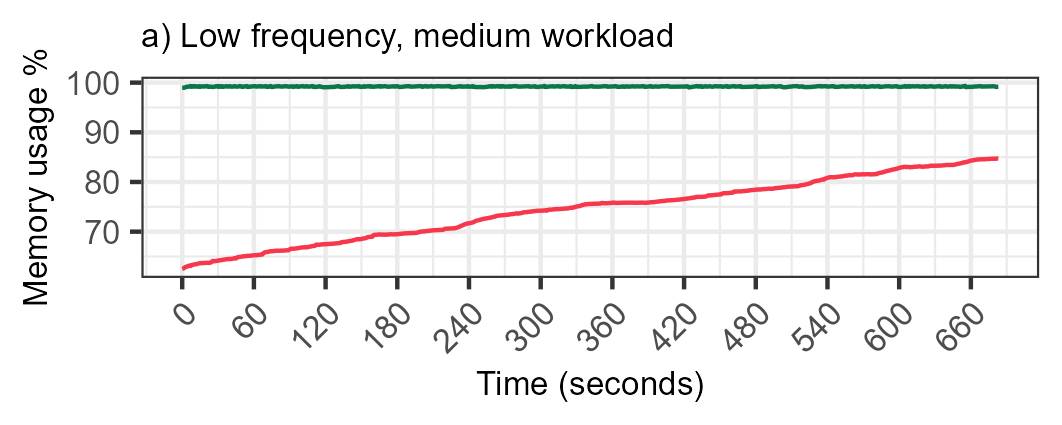 a) Low frequency, medium workload
Memory usage %
100
90
80
70
0 60 120 180 240 300 360 420 480 540 600 660
Time (seconds)